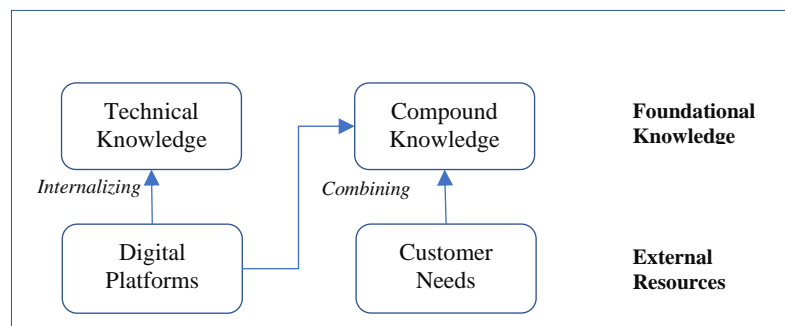 Technical
Knowledge
Compound
Knowledge
Foundational
Knowledge
Internalizing
Combining
Digital
Platforms
Customer
Needs
External
Resources